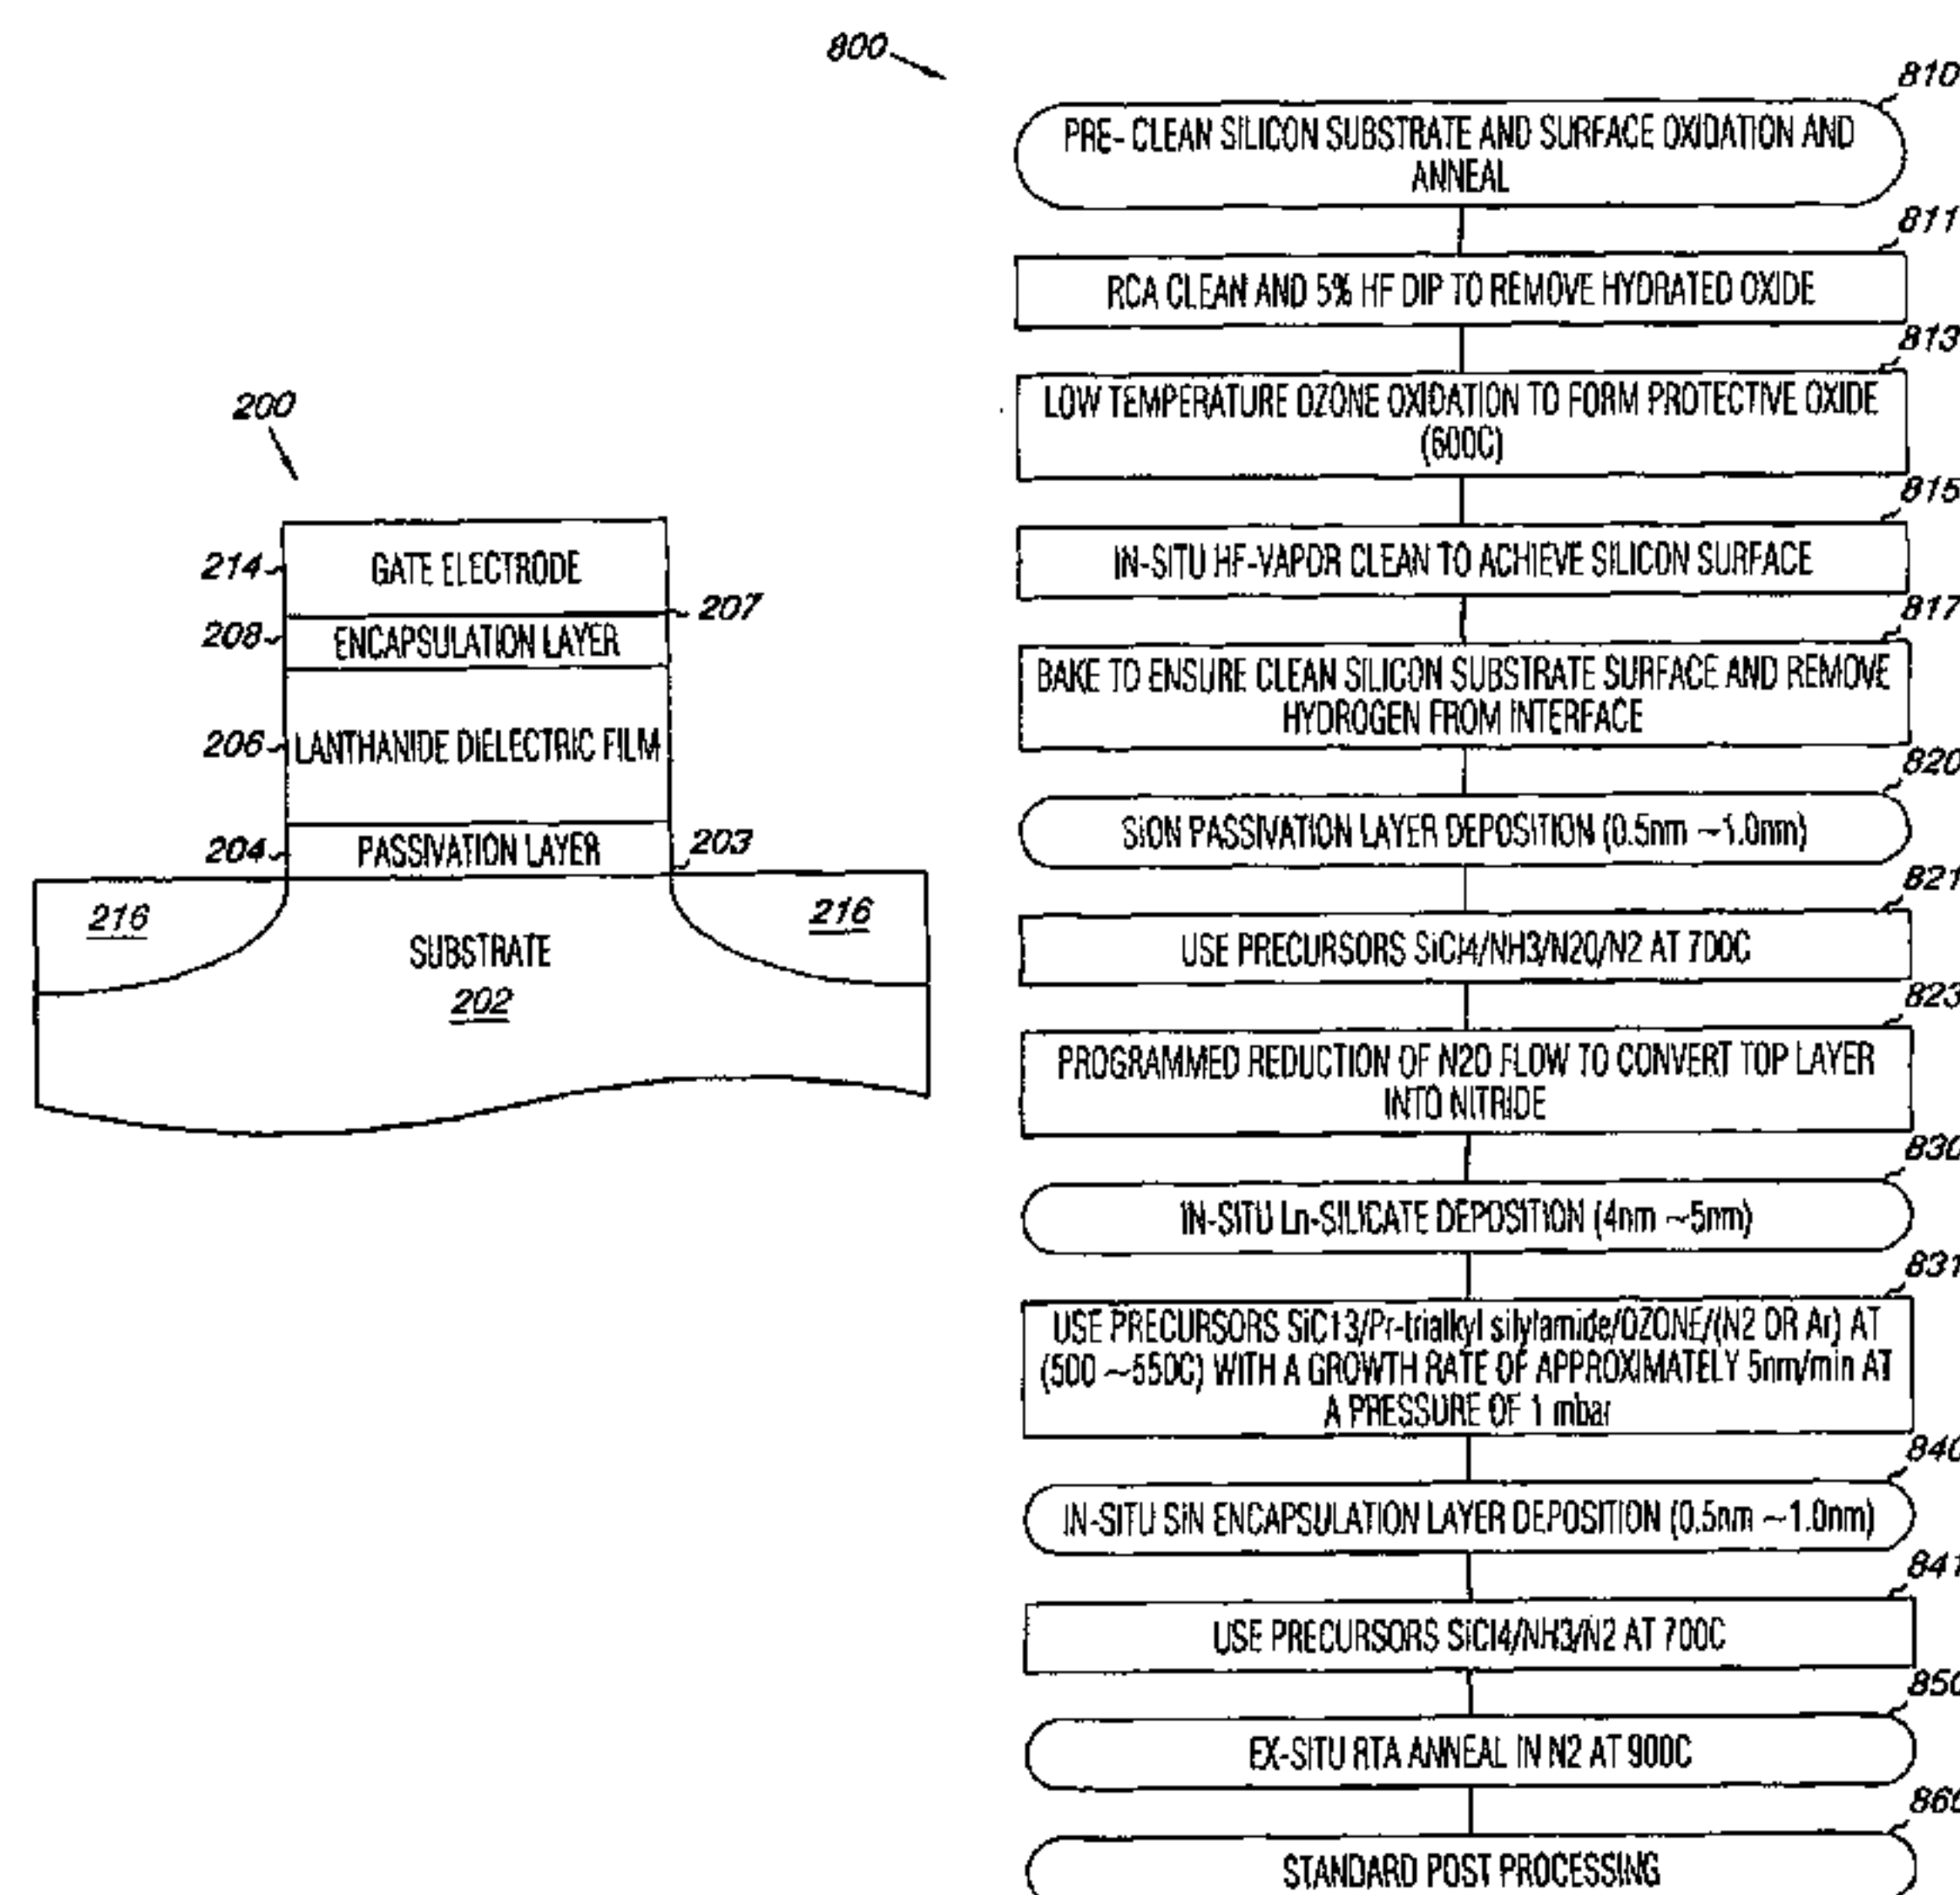 200
214
GATE ELECTRODE
207
208
ENCAPSULATION LAYER
206
LANTHANIDE DIELECTRIC FILM
204
PASSIVATION LAYER
203
216
216
SUBSTRATE
202
800
810
PRE- CLEAN SILICON SUBSTRATE AND SURFACE OXIDATION AND
ANNEAL
811
RCA CLEAN AND 5% HF DIP TO REMOVE HYDRATED OXIDE
813
LOW TEMPERATURE OZONE OXIDATION TO FORM PROTECTIVE OXIDE
(600C)
815
IN-SITU HF-VAPOR CLEAN TO ACHIEVE SILICON SURFACE
817
BAKE TO ENSURE CLEAN SILICON SUBSTRATE SURFACE AND REMOVE
HYDROGEN FROM INTERFACE
820
SiON PASSIVATION LAYER DEPOSITION (0.5nm ~1.0nm)
821
USE PRECURSORS SiCl4/NH3/N2O/N2 AT 700C
823
PROGRAMMED REDUCTION OF N2O FLOW TO CONVERT TOP LAYER
INTO NITRIDE
830
IN-SITU Ln-SILICATE DEPOSITION (4nm ~5nm)
831
USE PRECURSORS SiC13/Pr-trialkyl silylamide/OZONE/(N2 OR Ar) AT
(500 ~550C) WITH A GROWTH RATE OF APPROXIMATELY 5nm/min AT
A PRESSURE OF 1 mbar
840
IN-SITU SiN ENCAPSULATION LAYER DEPOSITION (0.5nm ~1.0nm)
841
USE PRECURSORS SiCl4/NH3/N2 AT 700C
850
EX-SITU RTA ANNEAL IN N2 AT 900C
860
STANDARD POST PROCESSING